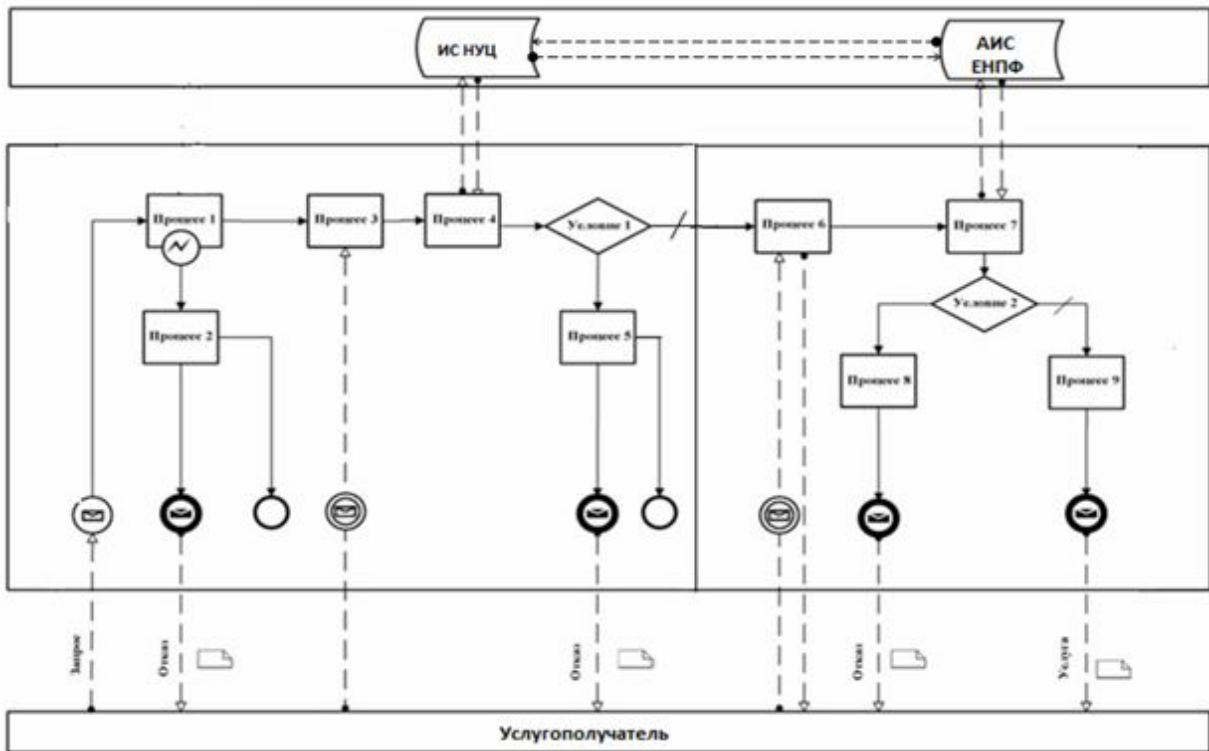 ИС НУЦ
АИС
ЕНПФ
Процесс 1
Процесс 3
Процесс 4
Условие 1
Процесс 6
Процесс 7
Процесс 2
Процесс 5
Условие 2
Процесс 8
Процесс 9
Запрос
Отказ
Отказ
Отказ
Услуга
Услугополучатель